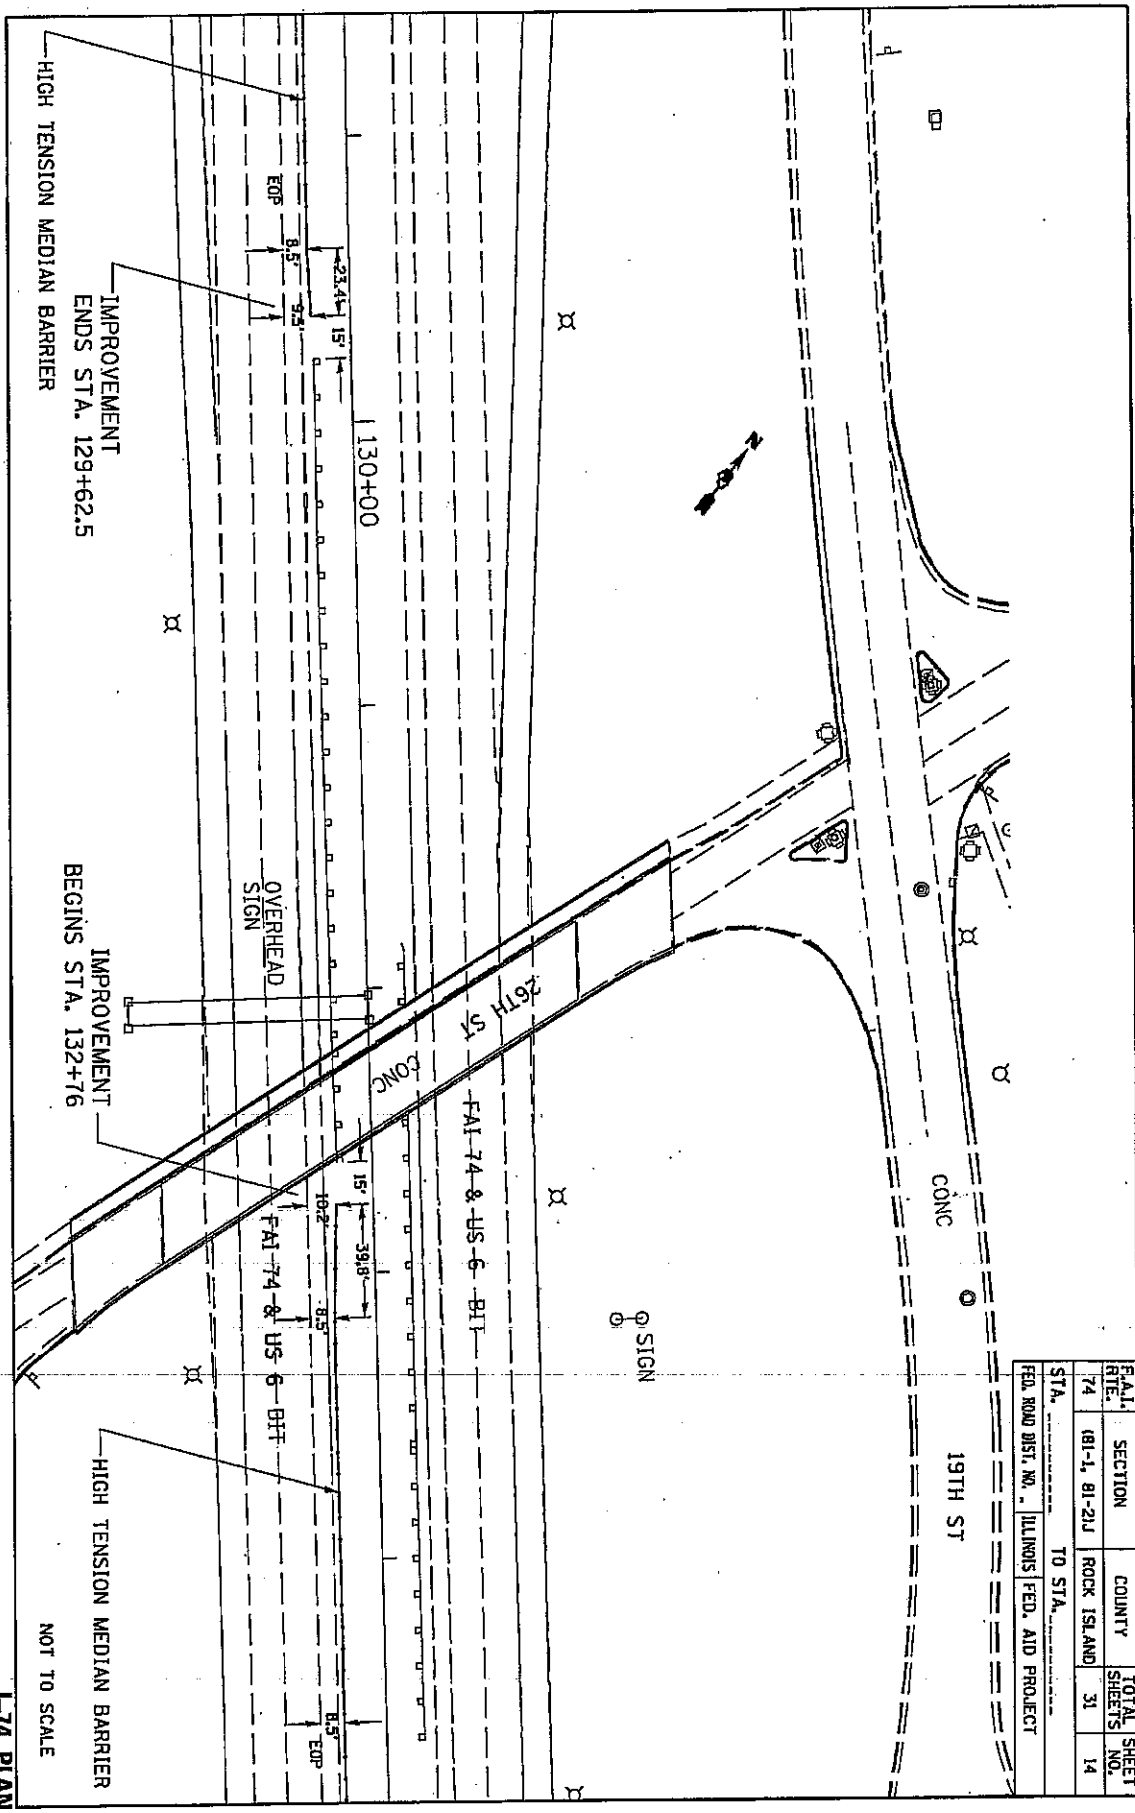 F.A.I. RTE.
SECTION
COUNTY
TOTAL SHEETS
SHEET NO.
74
(81-1, 81-2)J
ROCK ISLAND
31
14
STA. ---------- TO STA. ----------
FED. ROAD DIST. NO. _
ILLINOIS
FED. AID PROJECT
N
19TH ST
CONC
SIGN
26TH ST
CONC
FAI 74 & US 6 BIT
130+00
23.4'
15'
8.5'
9.5'
EOP
OVERHEAD
SIGN
15'
39.8'
10.2'
8.5'
FAI 74 & US 6 BIT
8.5'
EOP
HIGH TENSION MEDIAN BARRIER
IMPROVEMENT
ENDS STA. 129+62.5
IMPROVEMENT
BEGINS STA. 132+76
HIGH TENSION MEDIAN BARRIER
NOT TO SCALE
I-74 PLAN